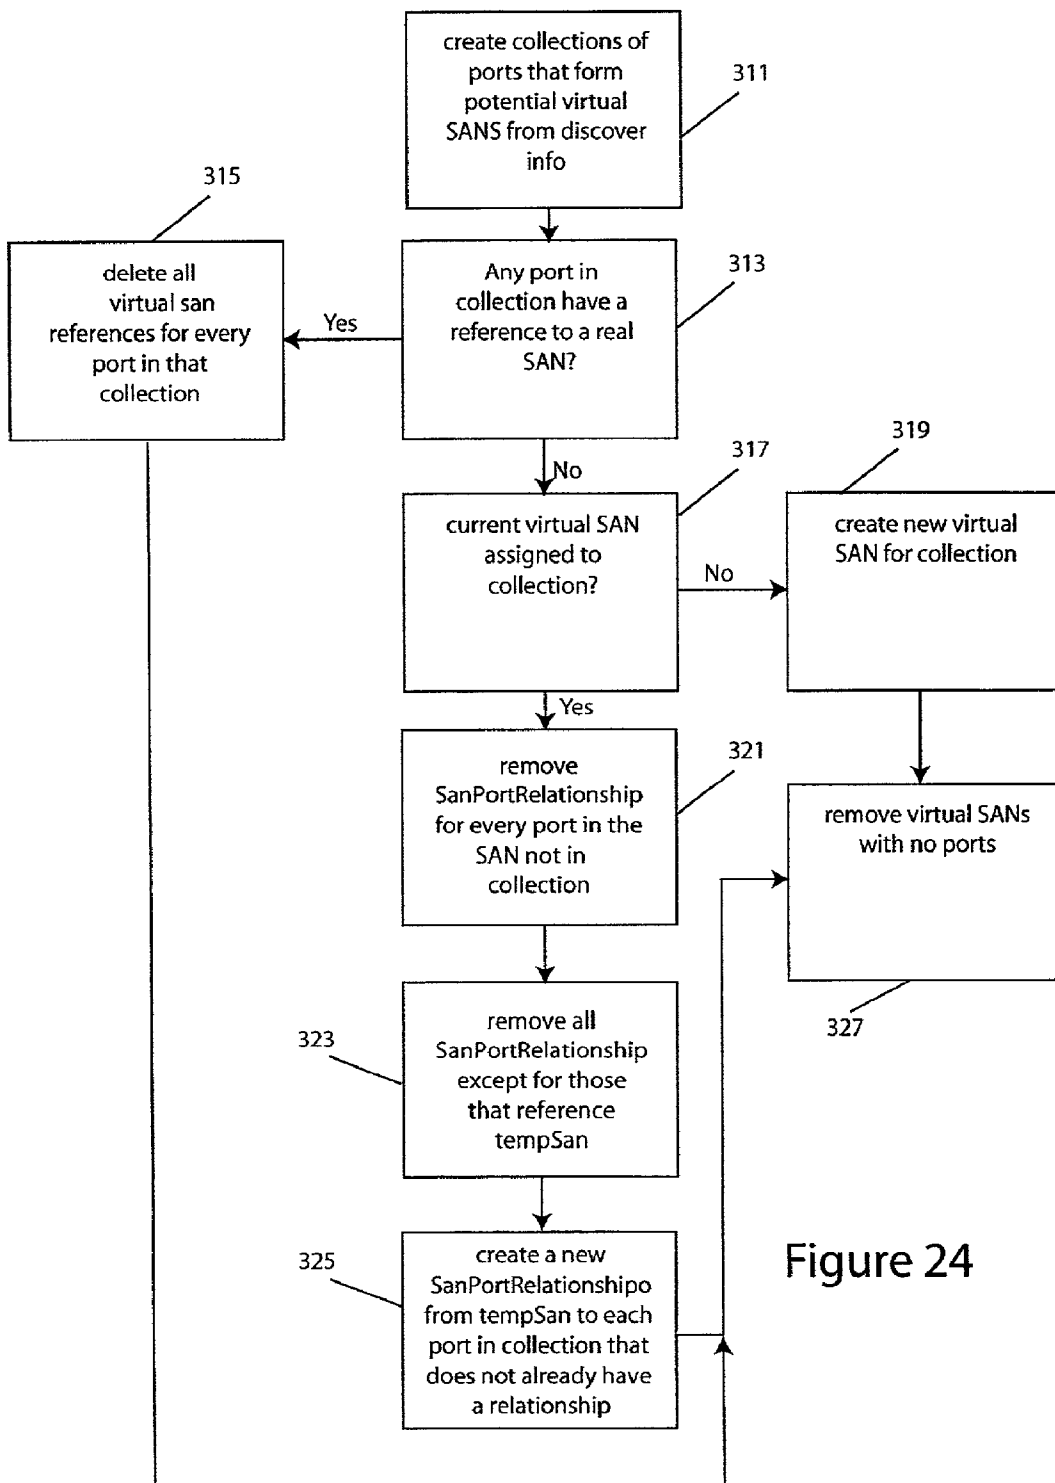 create collections of
ports that form
potential virtual
SANS from discover
info
311
315
delete all
virtual san
references for every
port in that
collection
Yes
Any port in
collection have a
reference to a real
SAN?
313
No
317
current virtual SAN
assigned to
collection?
No
319
create new virtual
SAN for collection
Yes
remove
SanPortRelationship
for every port in the
SAN not in
collection
321
remove virtual SANs
with no ports
327
323
remove all
SanPortRelationship
except for those
that reference
tempSan
325
create a new
SanPortRelationshipo
from tempSan to each
port in collection that
does not already have
a relationship
Figure 24